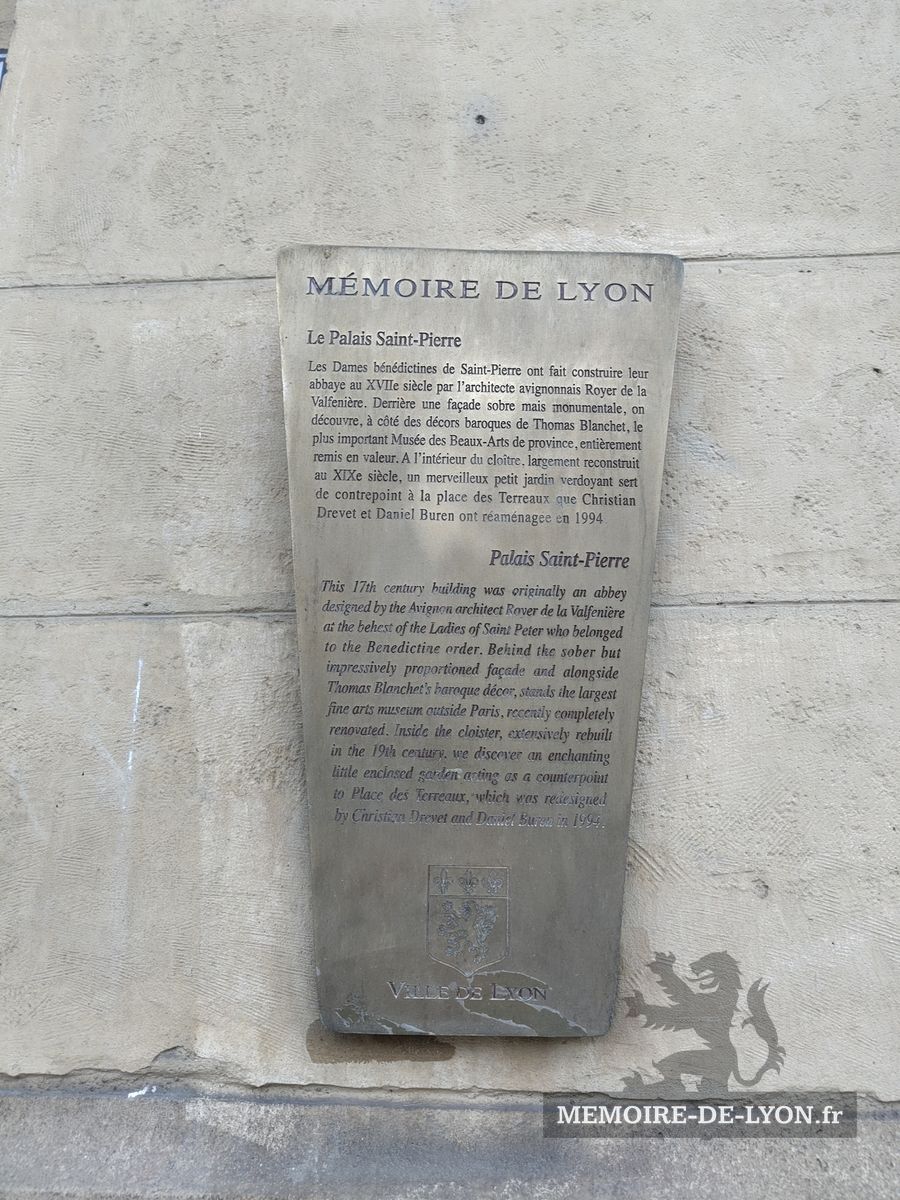 MÉMOIRE DE LYON
Le Palais Saint-Pierre
Les Dames bénédictines de Saint-Pierre ont fait construire leur
abbaye au XVIIe siècle par l'architecte avignonnais Royer de la
Valfenière. Derrière une façade sobre mais monumentale, on
découvre, à côté des décors baroques de Thomas Blanchet, le
plus important Musée des Beaux-Arts de province, entièrement
remis en valeur. A l'intérieur du cloître, largement reconstruit
au XIXe siècle, un merveilleux petit jardin verdoyant sert
de contrepoint à la place des Terreaux que Christian
Drevet et Daniel Buren ont réaménagee en 1994
Palais Saint-Pierre
This 17th century building was originally an abbey
designed by the Avignon architect Royer de la Valfenière
at the behest of the Ladies of Saint Peter who belonged
to the Benedictine order. Behind the sober but
impressively proportioned façade and alongside
Thomas Blanchet's baroque décor, stands the largest
fine arts museum outside Paris, recently completely
renovated. Inside the cloister, extensively rebuilt
in the 19th century, we discover an enchanting
little enclosed garden acting as a counterpoint
to Place des Terreaux, which was redesigned
by Christian Drevet and Daniel Buren in 1994.
VILLE DE LYON
MEMOIRE-DE-LYON.fr